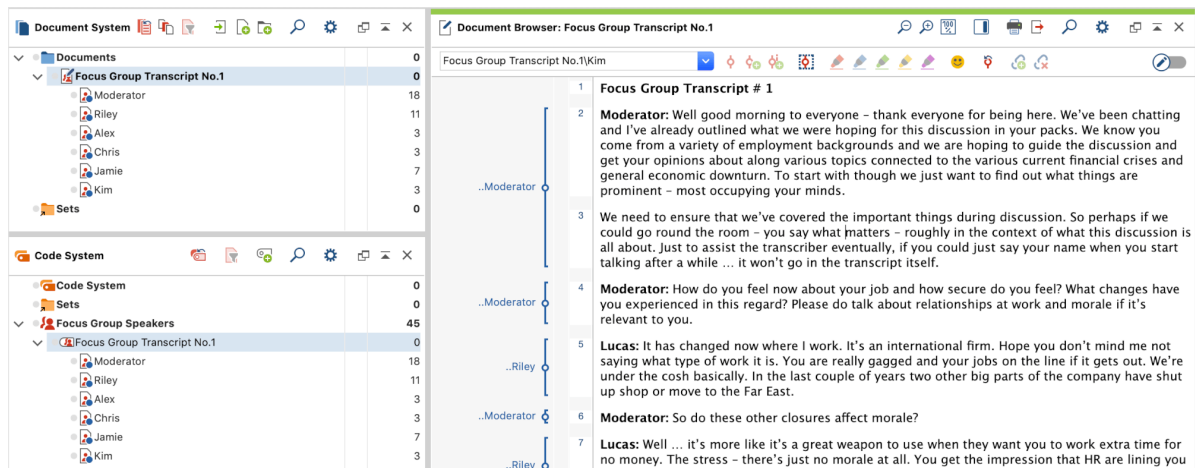 Document System
Documents 0
Focus Group Transcript No.1 0
Moderator 18
Riley 11
Alex 3
Chris 3
Jamie 7
Kim 3
Sets 0
Code System
Code System 0
Sets 0
Focus Group Speakers 45
Focus Group Transcript No.1 0
Moderator 18
Riley 11
Alex 3
Chris 3
Jamie 7
Kim 3
Document Browser: Focus Group Transcript No.1
100
%
Focus Group Transcript No.1\Kim
1 Focus Group Transcript # 1
..Moderator
2 Moderator: Well good morning to everyone – thank everyone for being here. We’ve been chatting
and I’ve already outlined what we were hoping for this discussion in your packs. We know you
come from a variety of employment backgrounds and we are hoping to guide the discussion and
get your opinions about along various topics connected to the various current financial crises and
general economic downturn. To start with though we just want to find out what things are
prominent – most occupying your minds.
3 We need to ensure that we’ve covered the important things during discussion. So perhaps if we
could go round the room – you say what matters – roughly in the context of what this discussion is
all about. Just to assist the transcriber eventually, if you could just say your name when you start
talking after a while … it won’t go in the transcript itself.
..Moderator
4 Moderator: How do you feel now about your job and how secure do you feel? What changes have
you experienced in this regard? Please do talk about relationships at work and morale if it’s
relevant to you.
..Riley
5 Lucas: It has changed now where I work. It’s an international firm. Hope you don’t mind me not
saying what type of work it is. You are really gagged and your jobs on the line if it gets out. We’re
under the cosh basically. In the last couple of years two other big parts of the company have shut
up shop or move to the Far East.
..Moderator
6 Moderator: So do these other closures affect morale?
..Riley
7 Lucas: Well … it’s more like it’s a great weapon to use when they want you to work extra time for
no money. The stress – there’s just no morale at all. You get the impression that HR are lining you